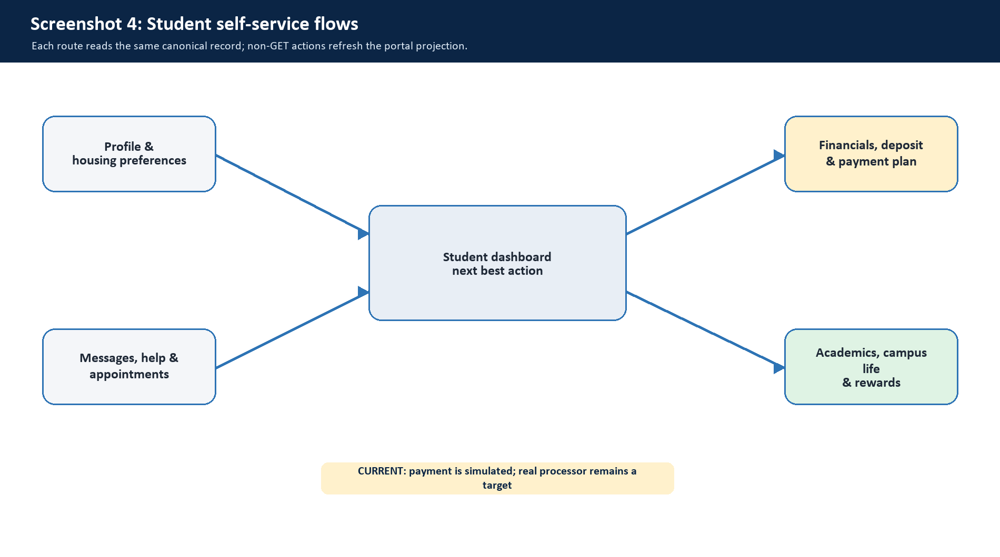 Screenshot 4: Student self-service flows
Each route reads the same canonical record; non-GET actions refresh the portal projection.
Profile &
housing preferences
Financials, deposit
& payment plan
Student dashboard
next best action
Messages, help &
appointments
Academics, campus
life
& rewards
CURRENT: payment is simulated; real processor remains a
target